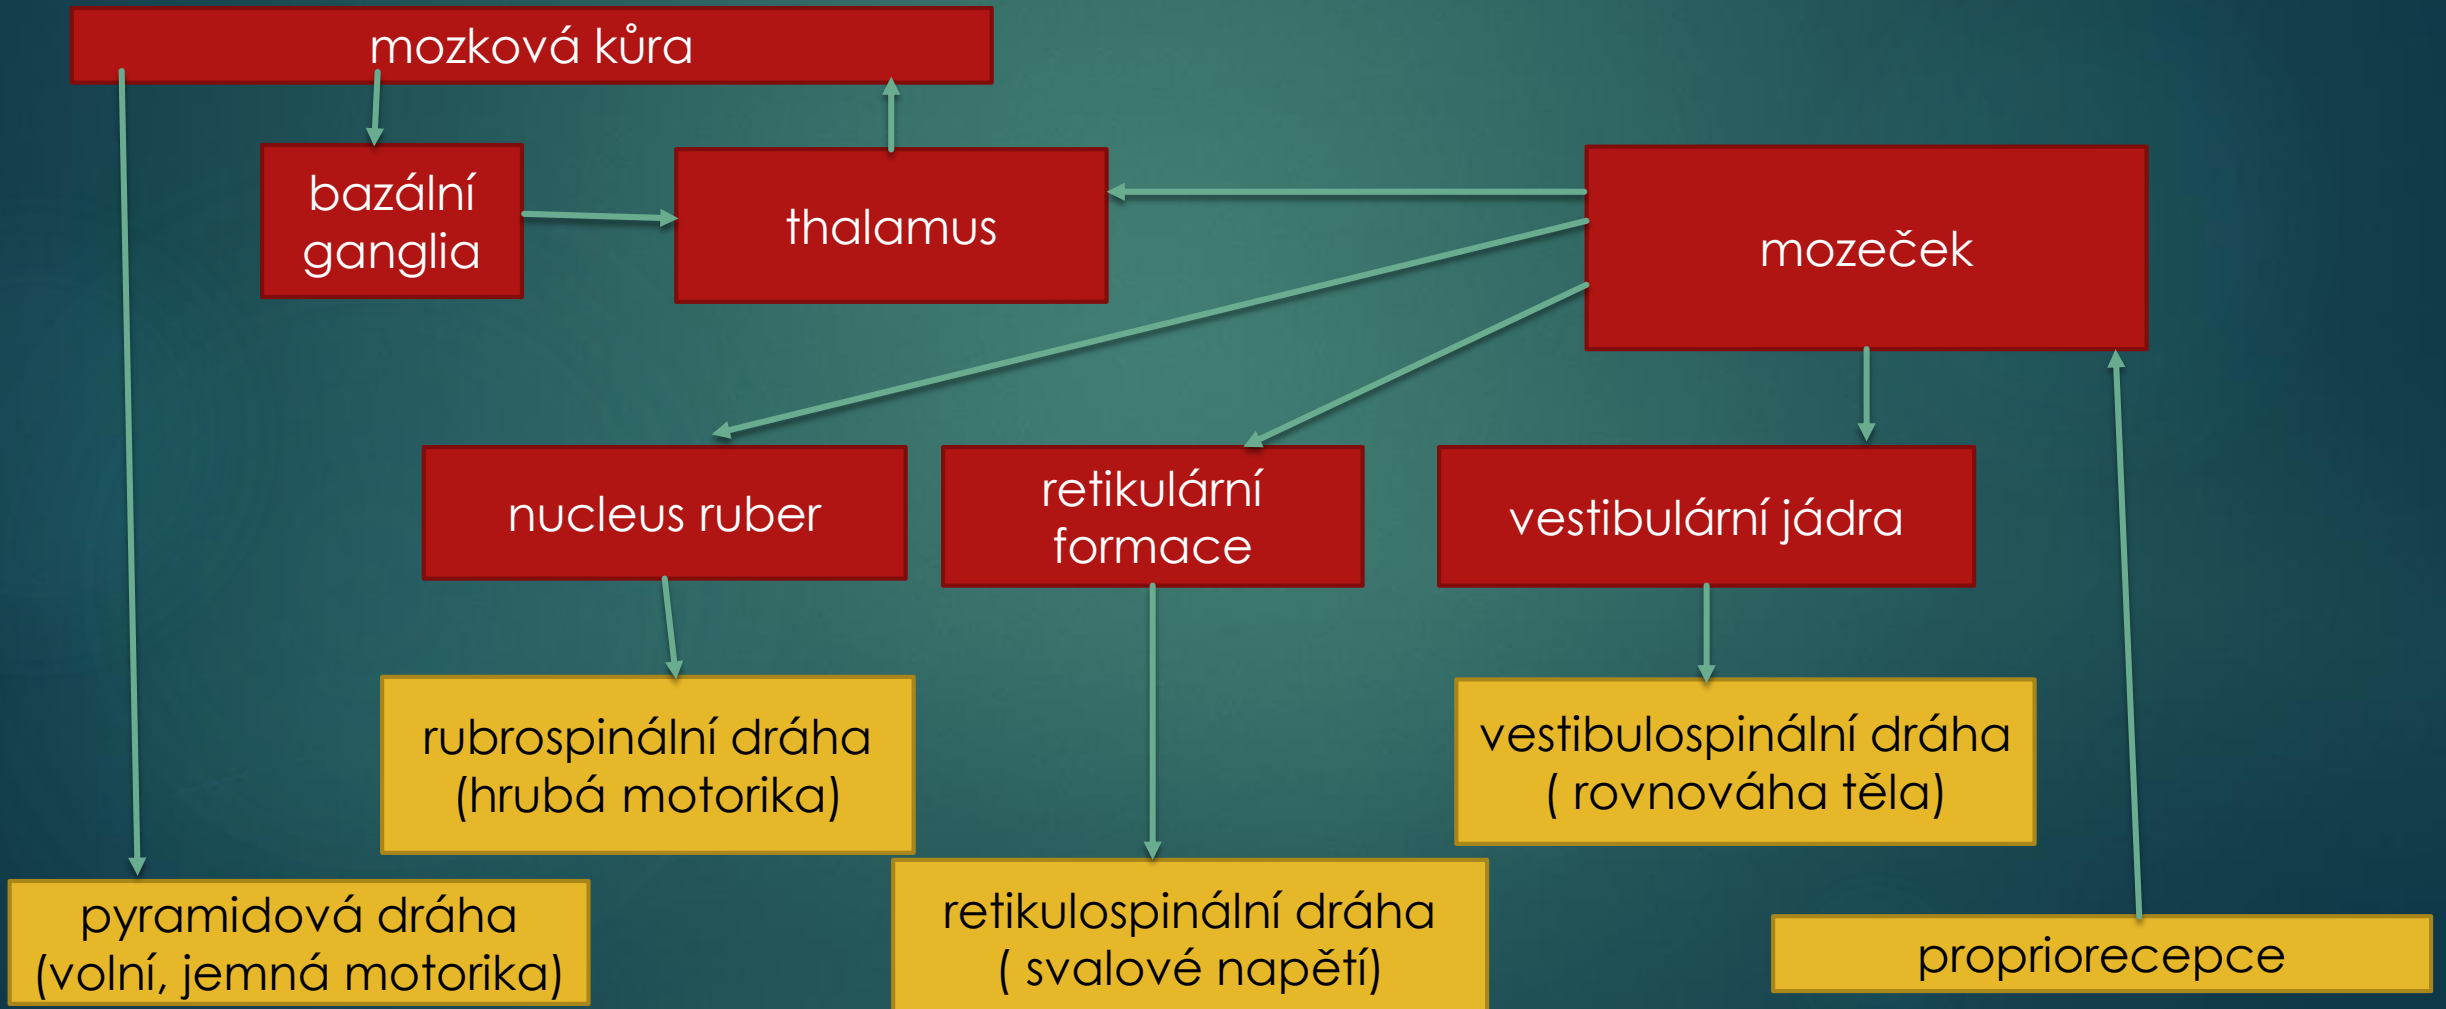 mozková kůra
bazální
ganglia
thalamus
mozeček
nucleus ruber
retikulární
formace
vestibulární jádra
rubrospinální dráha
(hrubá motorika)
vestibulospinální dráha
( rovnováha těla)
pyramidová dráha
(volní, jemná motorika)
retikulospinální dráha
( svalové napětí)
propriorecepce